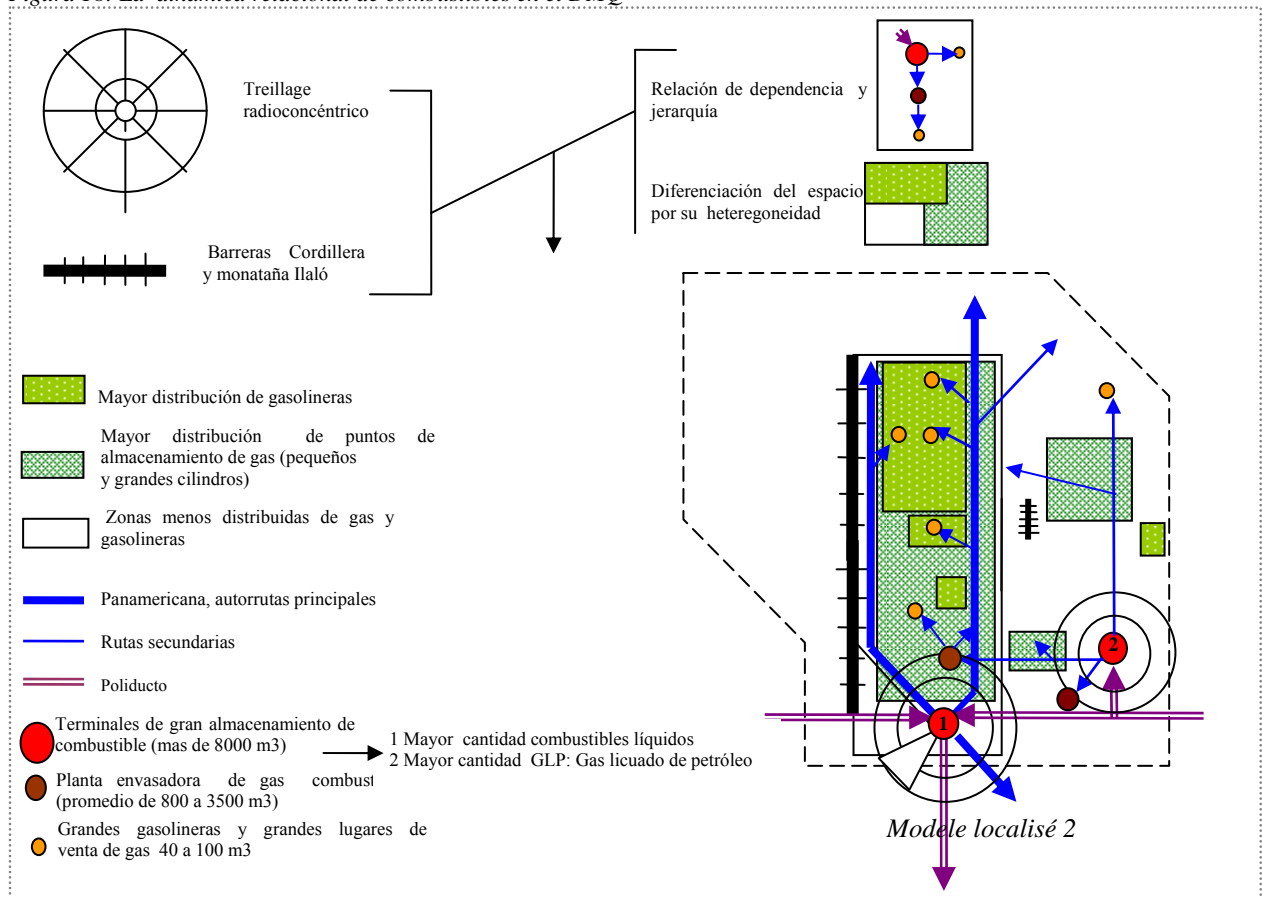 Treillage
radioconcéntrico
Relación de dependencia y
jerarquía
Diferenciación del espacio
por su heteregoneidad
Barreras Cordillera
y monataña Ilaló
Mayor distribución de gasolineras
Mayor distribución de puntos de
almacenamiento de gas (pequeños
y grandes cilindros)
Zonas menos distribuidas de gas y
gasolineras
Panamericana, autorrutas principales
Rutas secundarias
Poliducto
Terminales de gran almacenamiento de
combustible (mas de 8000 m3)
1 Mayor cantidad combustibles líquidos
2 Mayor cantidad GLP: Gas licuado de petróleo
Planta envasadora de gas combust
(promedio de 800 a 3500 m3)
Grandes gasolineras y grandes lugares de
venta de gas 40 a 100 m3
2
1
Modele localisé 2